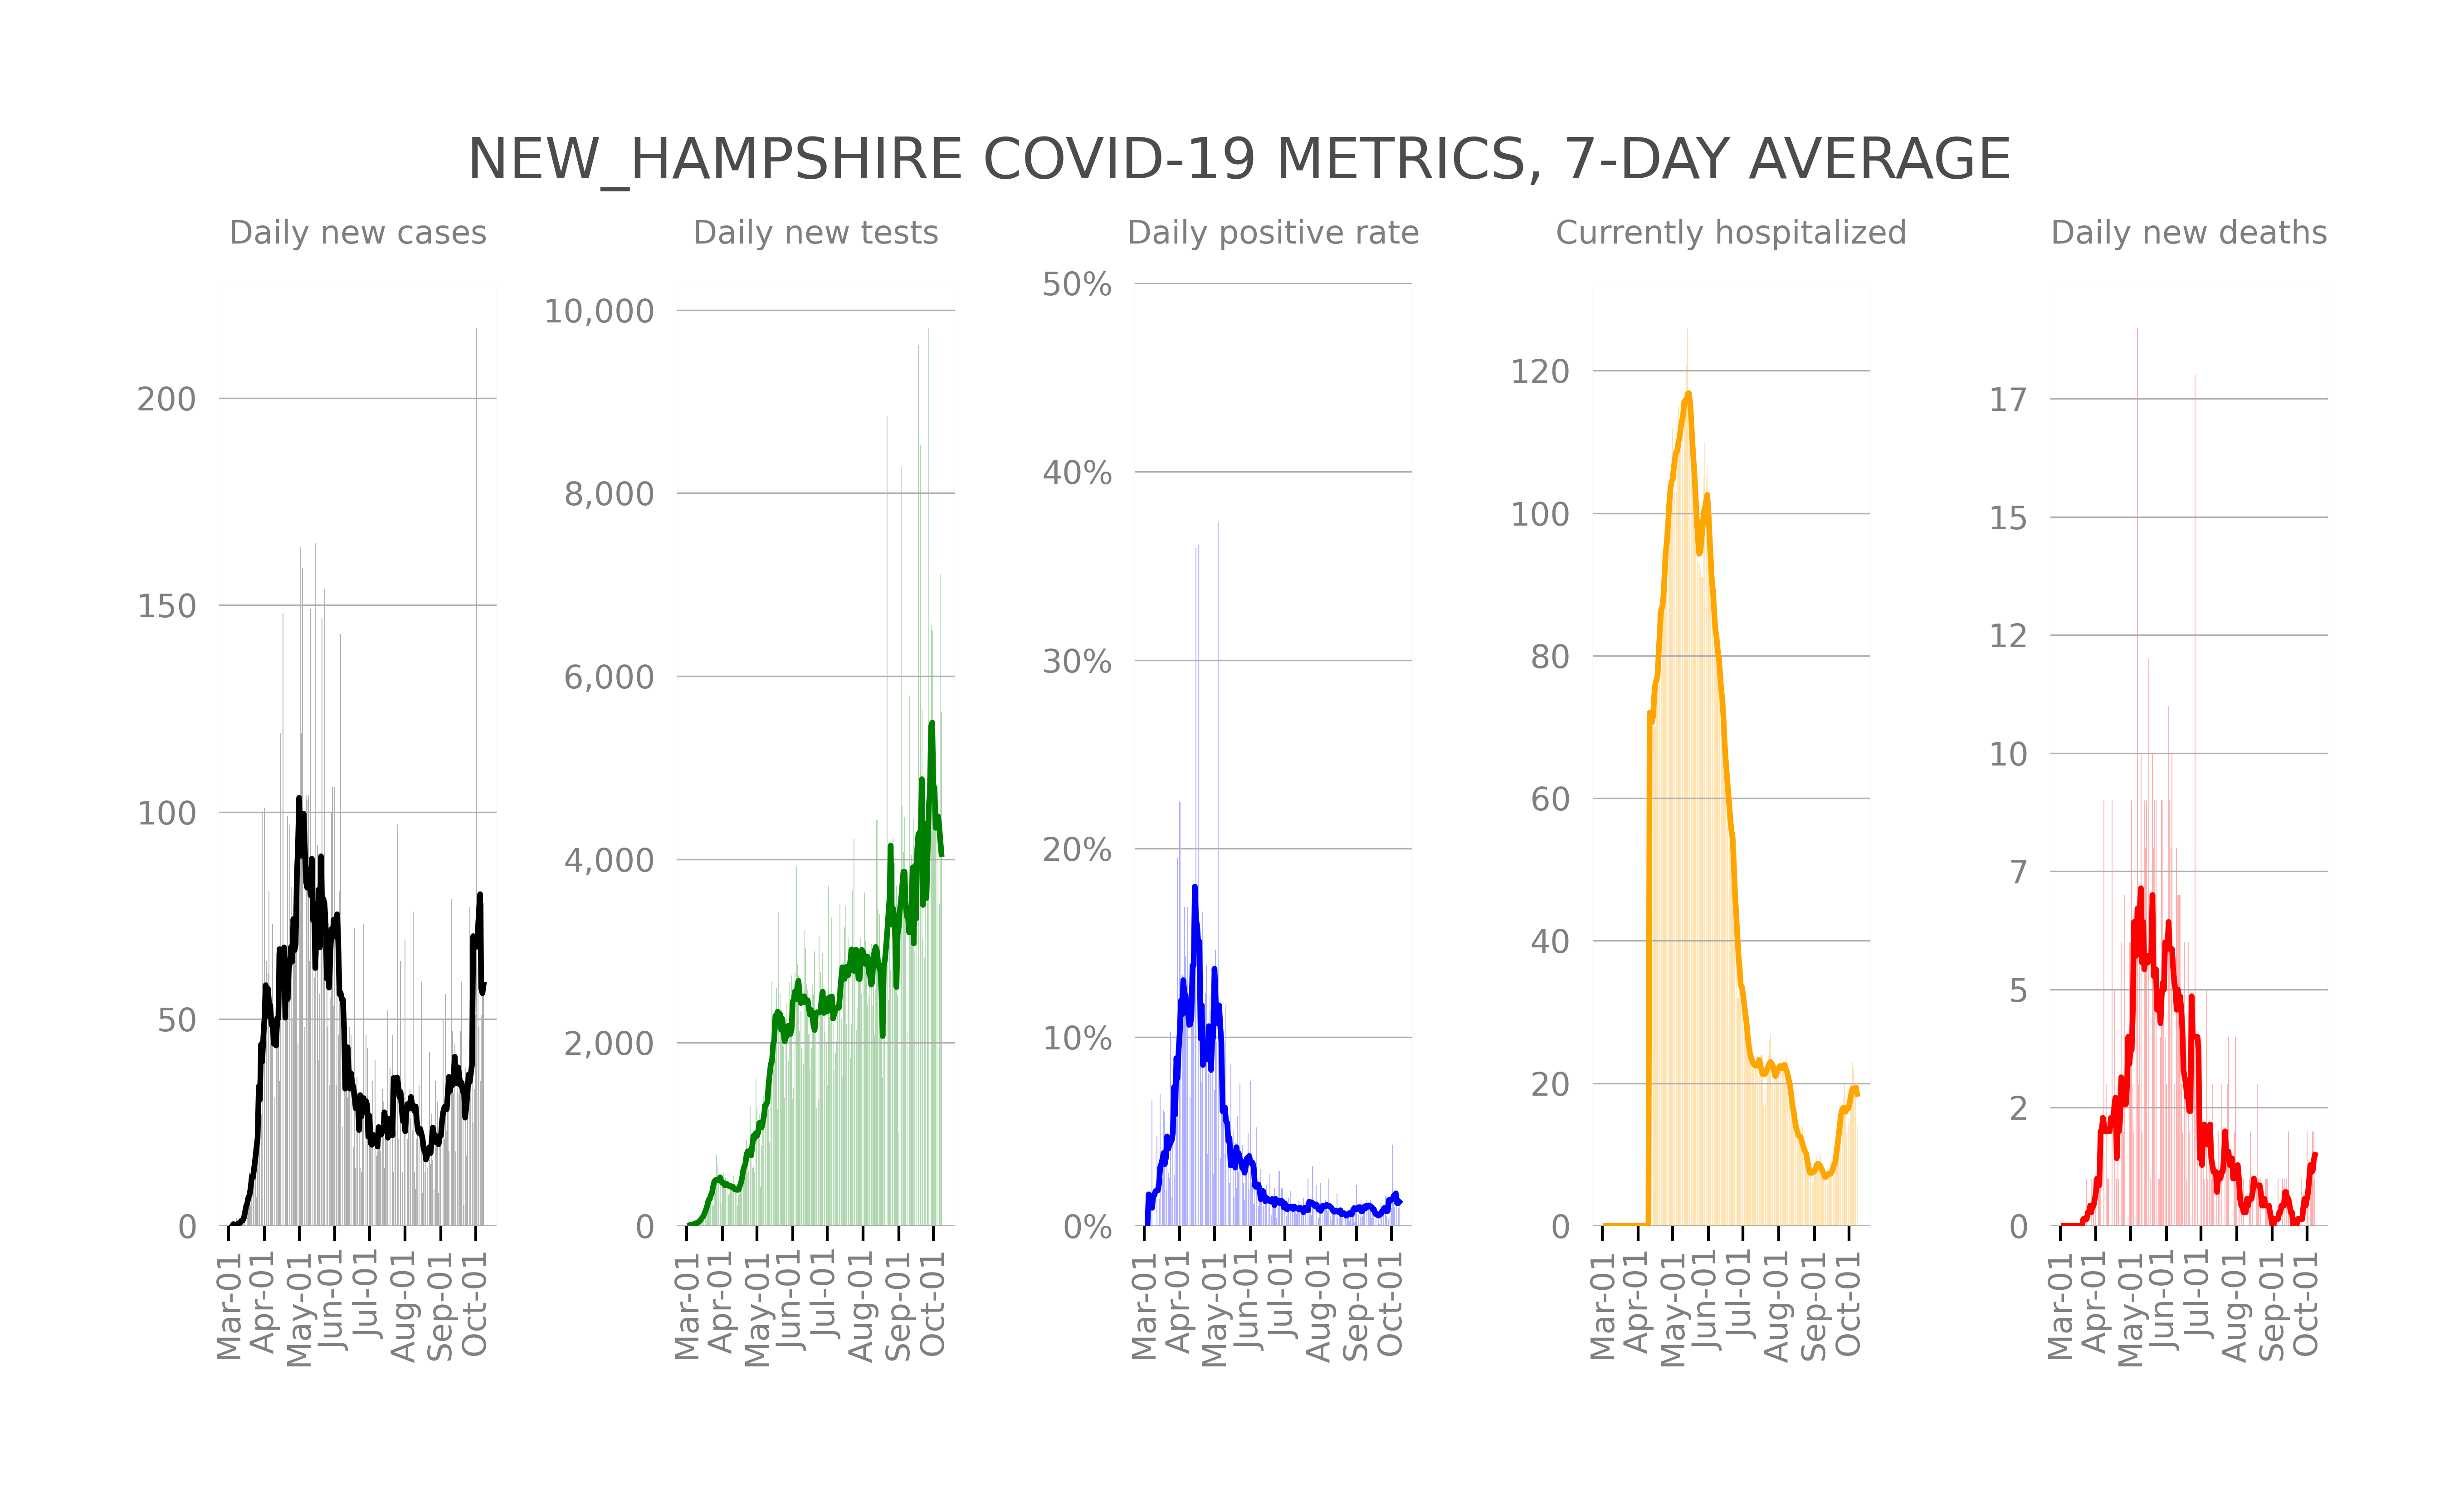 NEW_HAMPSHIRE COVID-19 METRICS, 7-DAY AVERAGE
Daily new cases
200
150
100
50
0
Mar-01
Apr-01
May-01
Jun-01
Jul-01
Aug-01
Sep-01
Oct-01
Daily new tests
10,000
8,000
6,000
4,000
2,000
0
Mar-01
Apr-01
May-01
Jun-01
Jul-01
Aug-01
Sep-01
Oct-01
Daily positive rate
50%
40%
30%
20%
10%
0%
Mar-01
Apr-01
May-01
Jun-01
Jul-01
Aug-01
Sep-01
Oct-01
Currently hospitalized
120
100
80
60
40
20
0
Mar-01
Apr-01
May-01
Jun-01
Jul-01
Aug-01
Sep-01
Oct-01
Daily new deaths
17
15
12
10
7
5
2
0
Mar-01
Apr-01
May-01
Jun-01
Jul-01
Aug-01
Sep-01
Oct-01